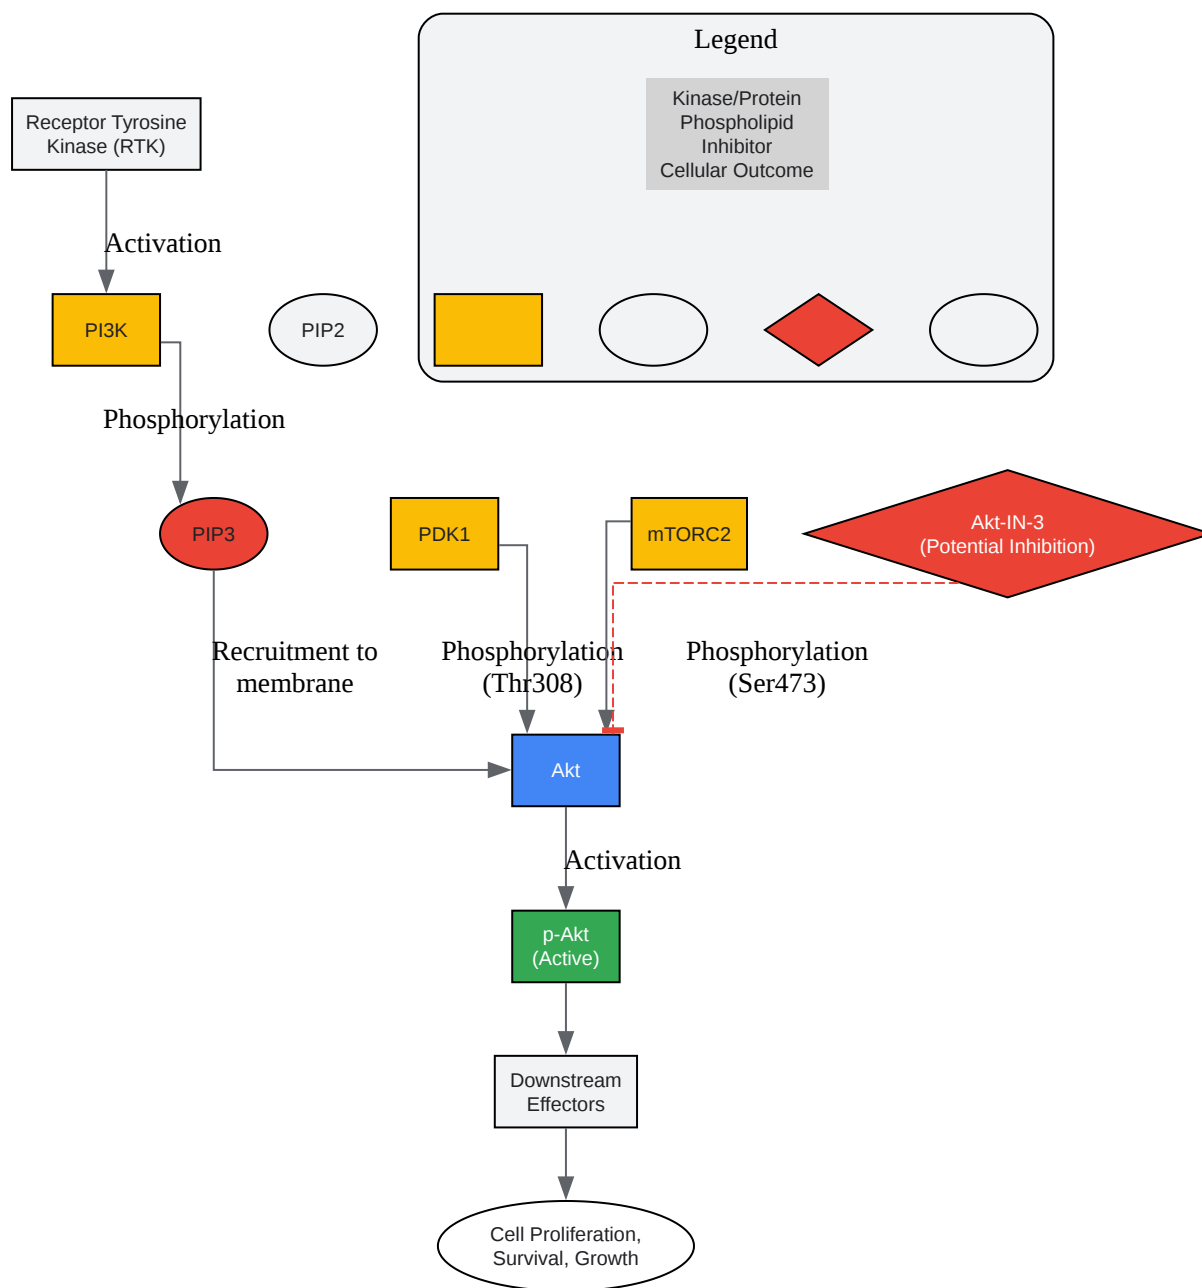 Legend
Kinase/Protein
Phospholipid
Inhibitor
Cellular Outcome
Receptor Tyrosine
Kinase (RTK)
Activation
PI3K
PIP2
Phosphorylation
PIP3
PDK1
mTORC2
Akt-IN-3
(Potential Inhibition)
Recruitment to
membrane
Phosphorylation
(Thr308)
Phosphorylation
(Ser473)
Akt
Activation
p-Akt
(Active)
Downstream
Effectors
Cell Proliferation,
Survival, Growth